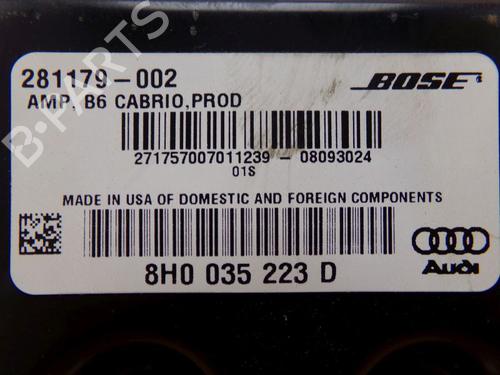 281179-002
BOSE
AMP, B6 CABRIO,PROD
271757007011239 - 08093024
01S
MADE IN USA OF DOMESTIC AND FOREIGN COMPONENTS
8H0 035 223 D
Audi
B-PARTS